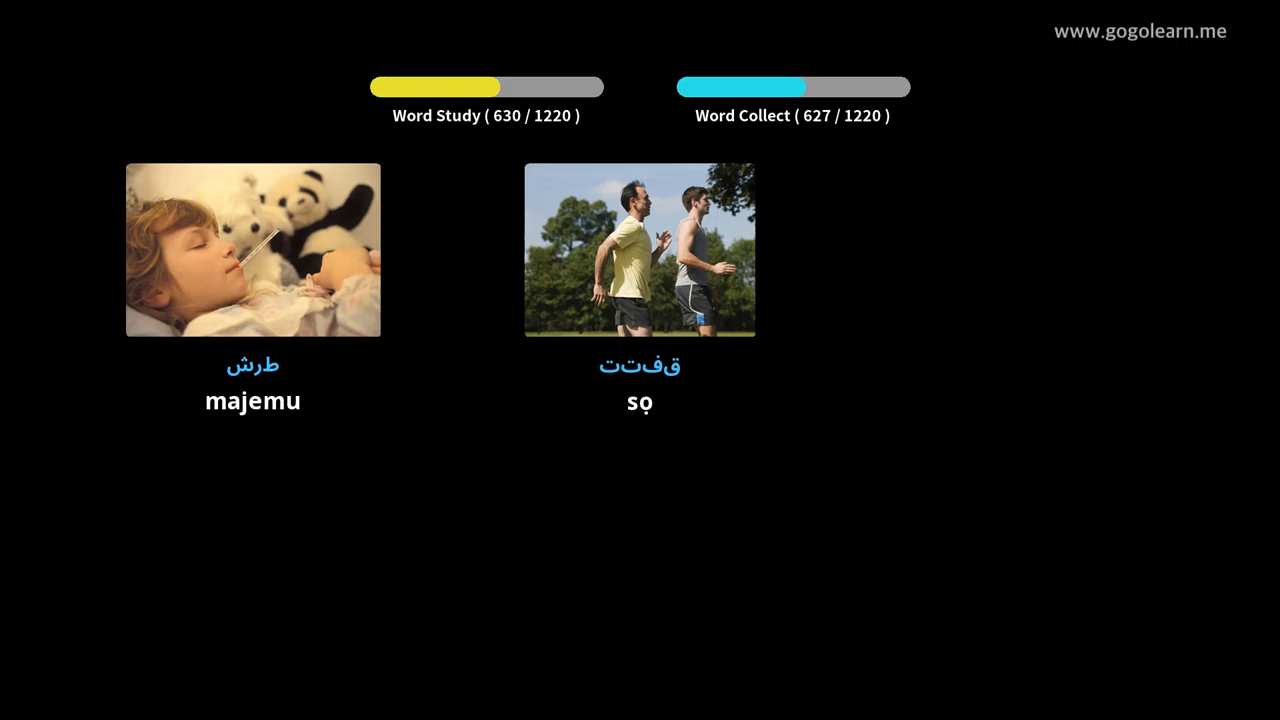 www.gogolearn.me
Word Study ( 630 / 1220 )
Word Collect ( 627 / 1220 )
طرش
قفتت
majemu
sọ